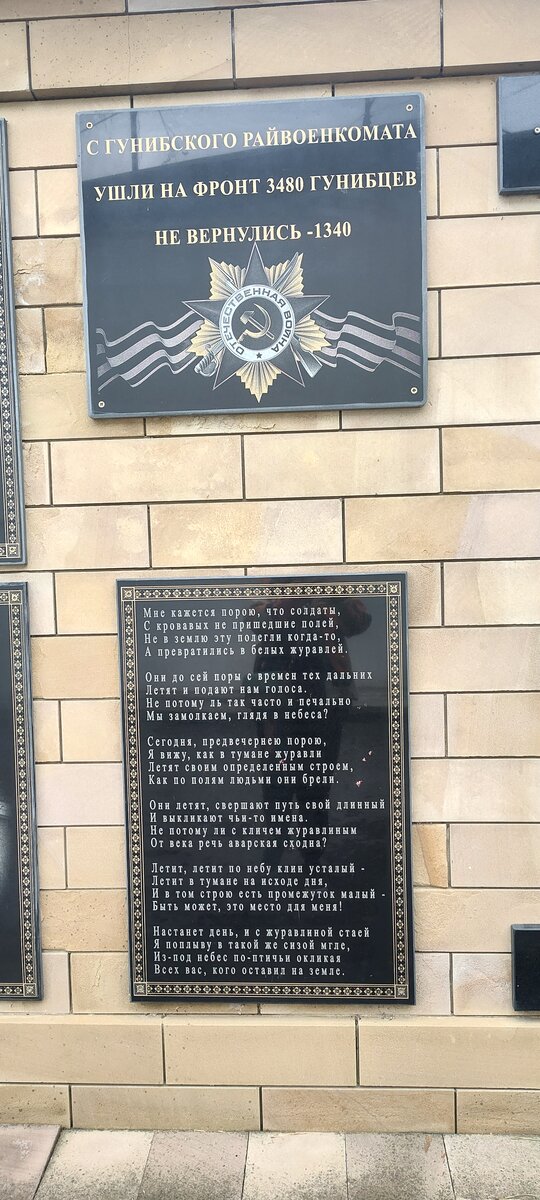 С ГУНИБСКОГО РАЙВОЕНКОМАТА
УШЛИ НА ФРОНТ 3480 ГУНИБЦЕВ
НЕ ВЕРНУЛИСЬ -1340
ОТЕЧЕСТВЕННАЯ ВОЙНА
Мне кажется порою, что солдаты,
С кровавых не пришедшие полей,
Не в землю эту полегли когда-то,
А превратились в белых журавлей.
Они до сей поры с времен тех дальних
Летят и подают нам голоса.
Не потому ль так часто и печально
Мы замолкаем, глядя в небеса?
Сегодня, предвечернею порою,
Я вижу, как в тумане журавли
Летят своим определенным строем,
Как по полям людьми они брели.
Они летят, свершают путь свой длинный
И выкликают чьи-то имена.
Не потому ли с кличем журавлиным
От века речь аварская сходна?
Летит, летит по небу клин усталый -
Летит в тумане на исходе дня,
И в том строю есть промежуток малый -
Быть может, это место для меня!
Настанет день, и с журавлиной стаей
Я поплыву в такой же сизой мгле,
Из-под небес по-птичьи окликая
Всех вас, кого оставил на земле.